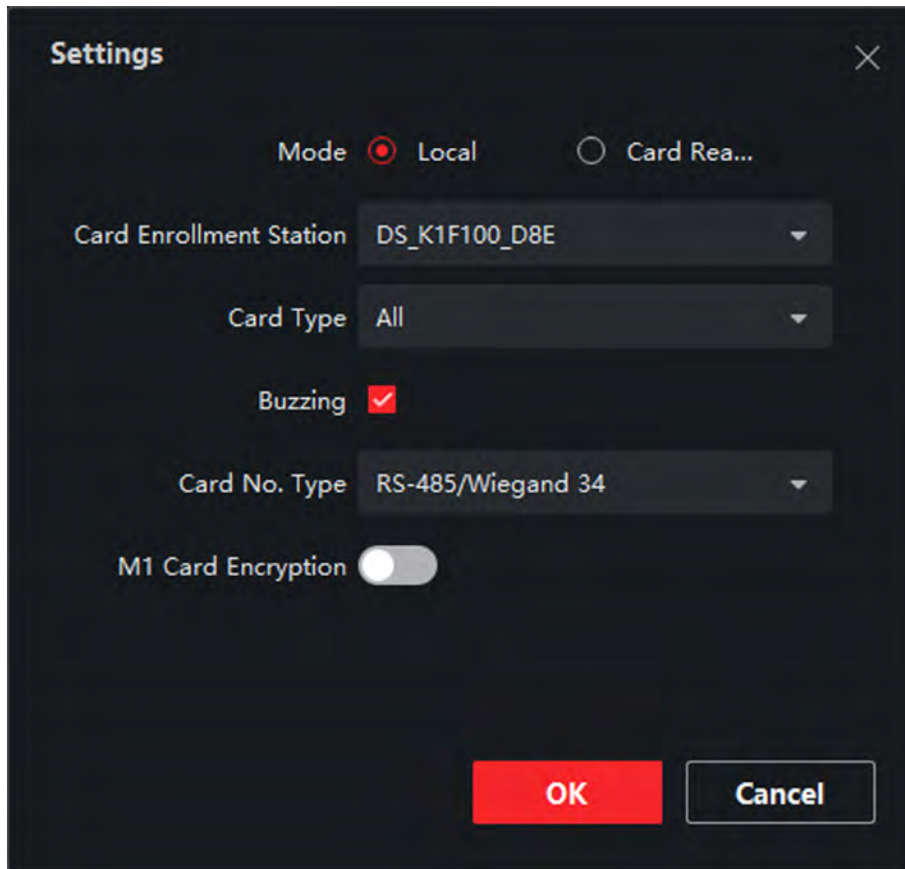 Settings
Mode Local Card Rea...
Card Enrollment Station DS_K1F100_D8E
Card Type All
Buzzing
Card No. Type RS-485/Wiegand 34
M1 Card Encryption
OK Cancel